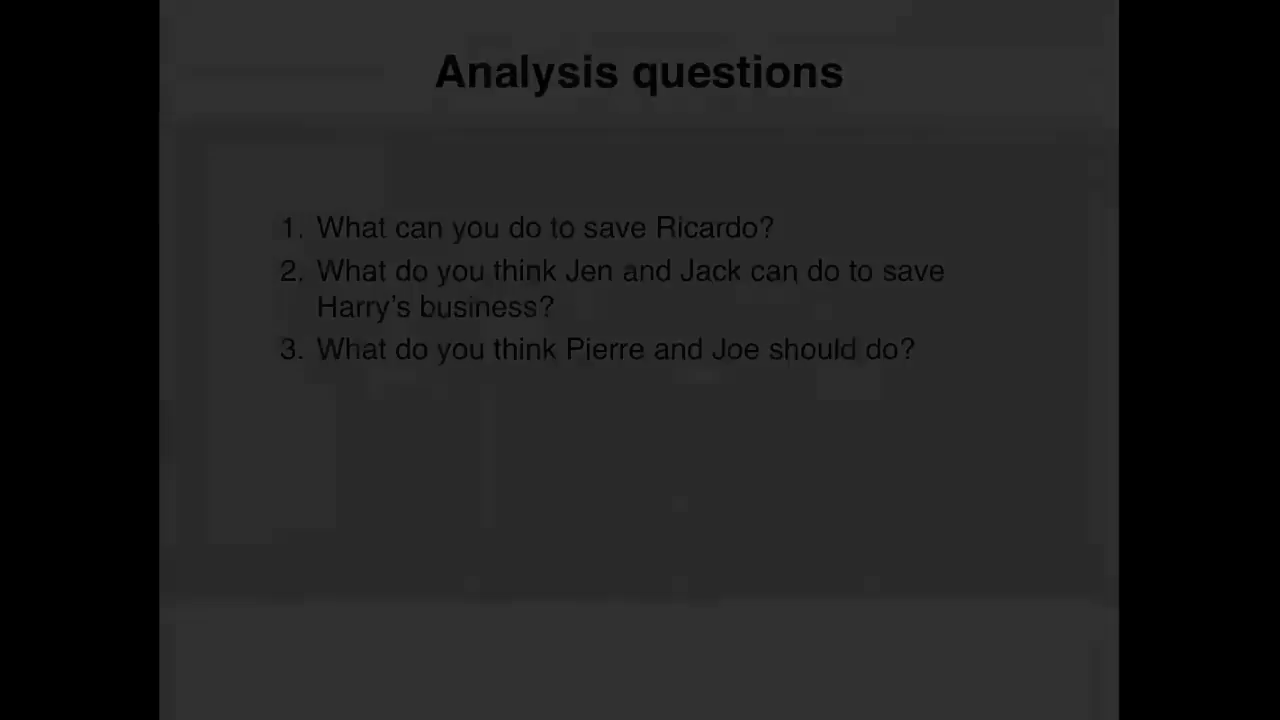 Analysis questions
1. What can you do to save Ricardo?
2. What do you think Jen and Jack can do to save
Harry's business?
3. What do you think Pierre and Joe should do?